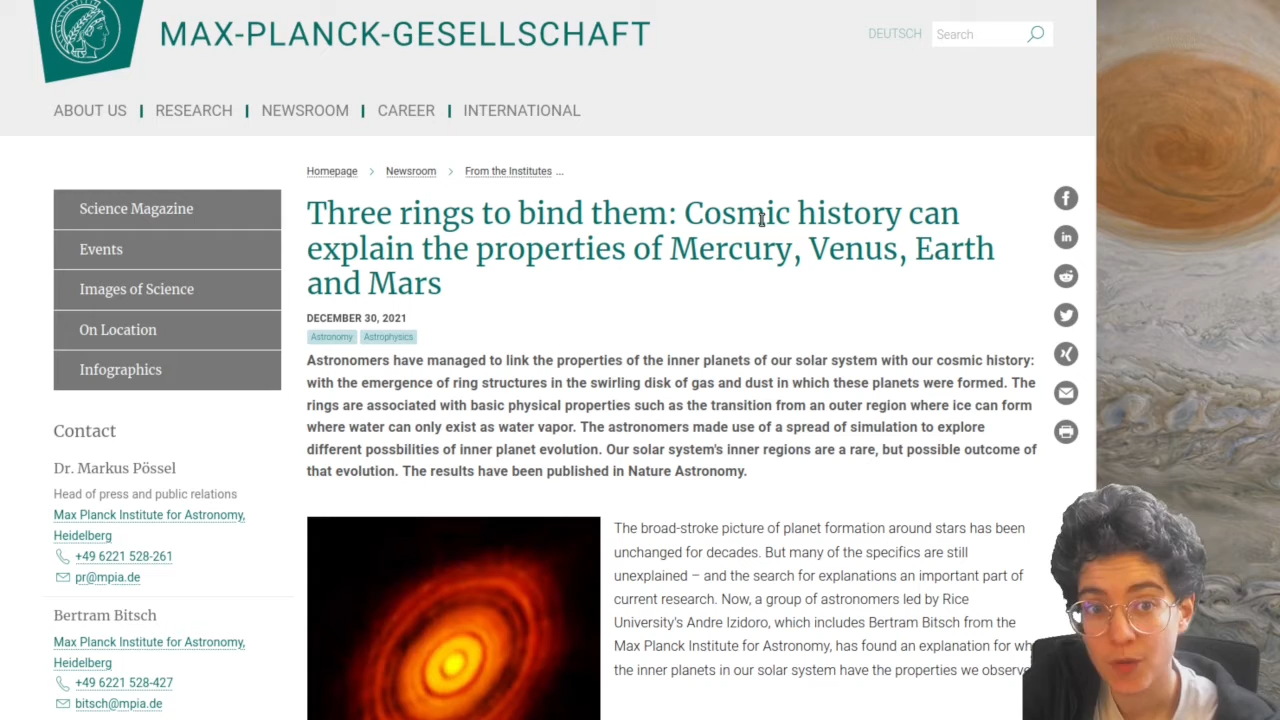 MAX-PLANCK-GESELLSCHAFT
DEUTSCH
Search
ABOUT US
RESEARCH
NEWSROOM
CAREER
INTERNATIONAL
Homepage
Newsroom
From the Institutes ...
Science Magazine
Events
Images of Science
On Location
Infographics
Three rings to bind them: Cosmic history can
explain the properties of Mercury, Venus, Earth
and Mars
DECEMBER 30, 2021
Astronomy
Astrophysics
Astronomers have managed to link the properties of the inner planets of our solar system with our cosmic history:
with the emergence of ring structures in the swirling disk of gas and dust in which these planets were formed. The
rings are associated with basic physical properties such as the transition from an outer region where ice can form
where water can only exist as water vapor. The astronomers made use of a spread of simulation to explore
different possbilities of inner planet evolution. Our solar system's inner regions are a rare, but possible outcome of
that evolution. The results have been published in Nature Astronomy.
Contact
Dr. Markus Pössel
Head of press and public relations
Max Planck Institute for Astronomy,
Heidelberg
+49 6221 528-261
pr@mpia.de
Bertram Bitsch
Max Planck Institute for Astronomy,
Heidelberg
+49 6221 528-427
bitsch@mpia.de
The broad-stroke picture of planet formation around stars has been
unchanged for decades. But many of the specifics are still
unexplained – and the search for explanations an important part of
current research. Now, a group of astronomers led by Rice
University's Andre Izidoro, which includes Bertram Bitsch from the
Max Planck Institute for Astronomy, has found an explanation for
the inner planets in our solar system have the properties we observe